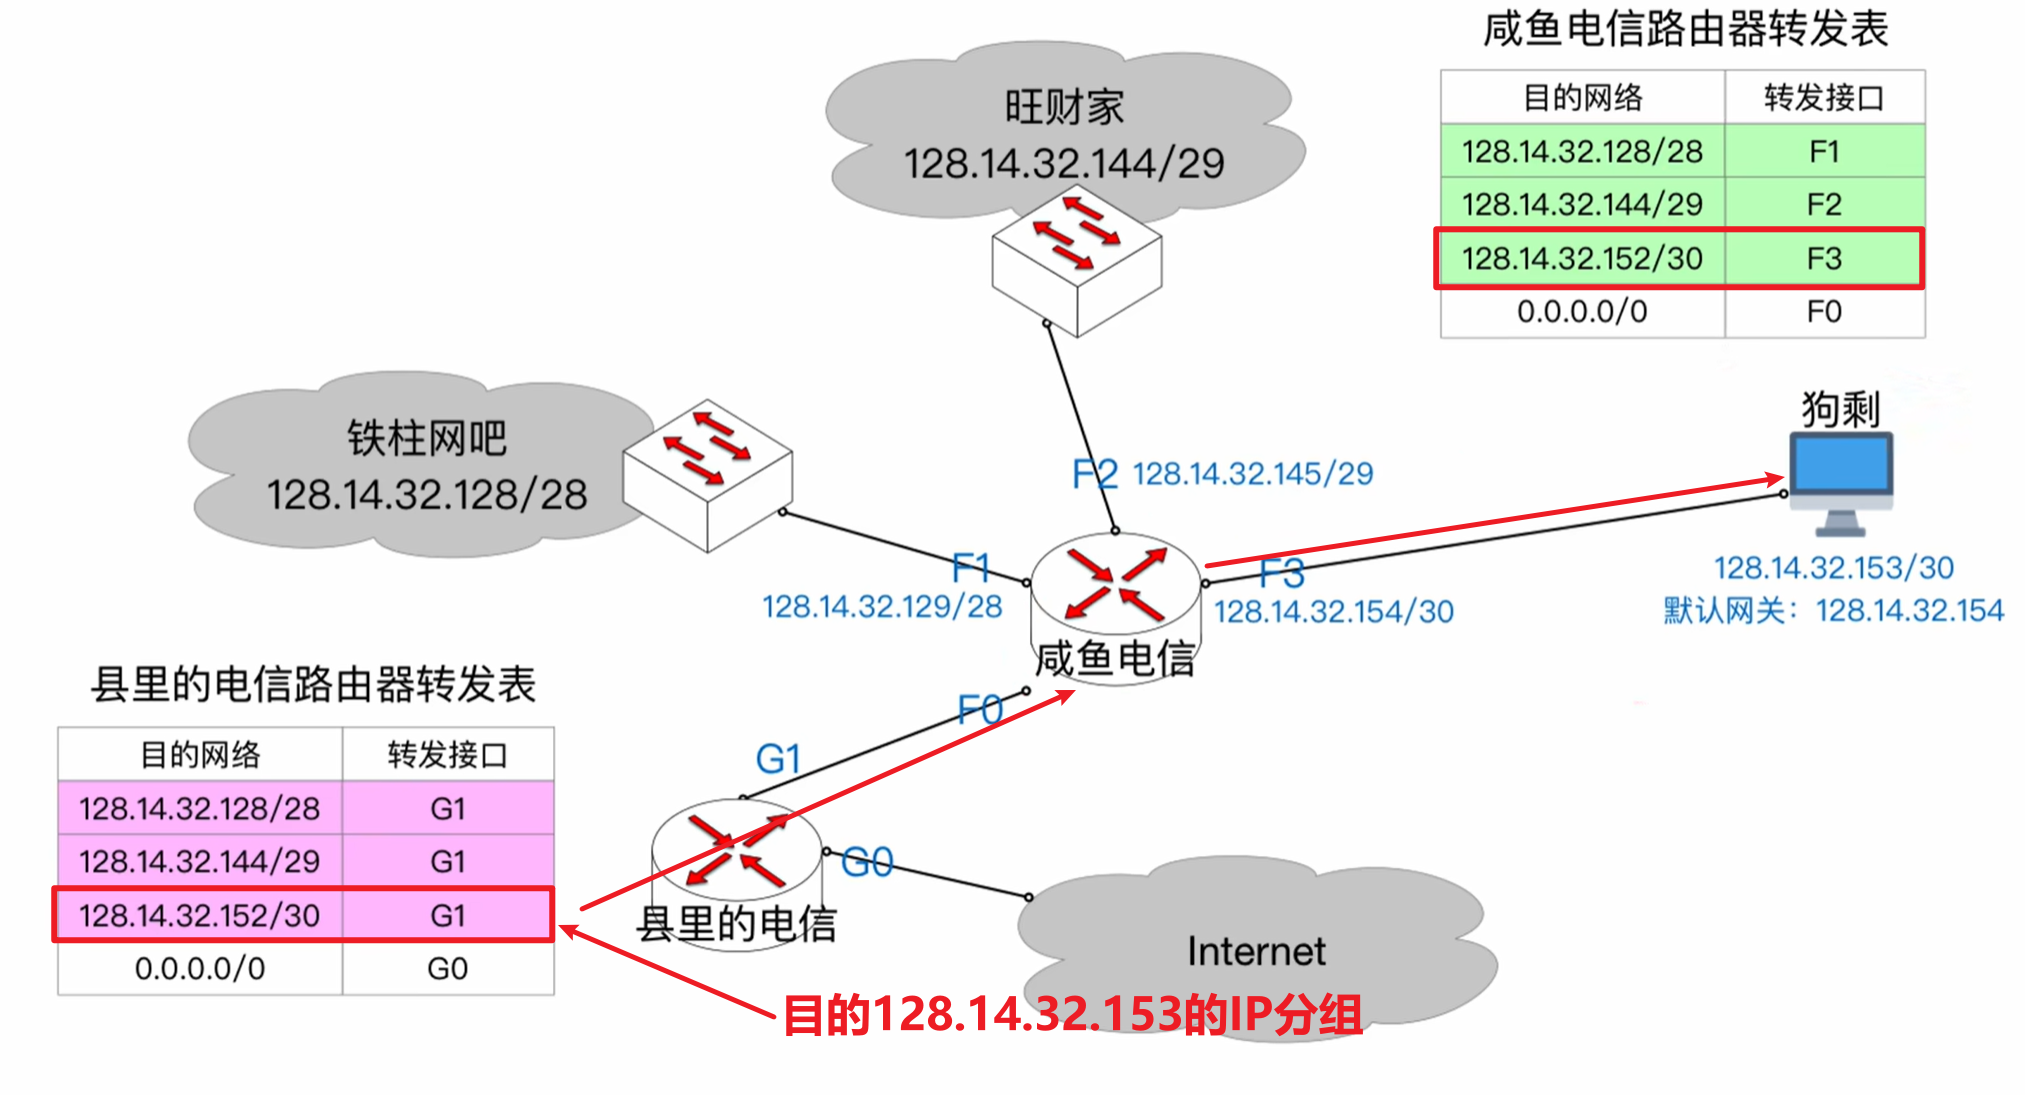 咸鱼电信路由器转发表
目的网络 转发接口
128.14.32.128/28 F1
128.14.32.144/29 F2
128.14.32.152/30 F3
0.0.0.0/0 F0
旺财家
128.14.32.144/29
铁柱网吧
128.14.32.128/28
狗剩
F2 128.14.32.145/29
F1
128.14.32.129/28
F3
128.14.32.154/30
128.14.32.153/30
默认网关：128.14.32.154
咸鱼电信
F0
G1
县里的电信路由器转发表
目的网络 转发接口
128.14.32.128/28 G1
128.14.32.144/29 G1
128.14.32.152/30 G1
0.0.0.0/0 G0
G0
县里的电信
Internet
目的128.14.32.153的IP分组